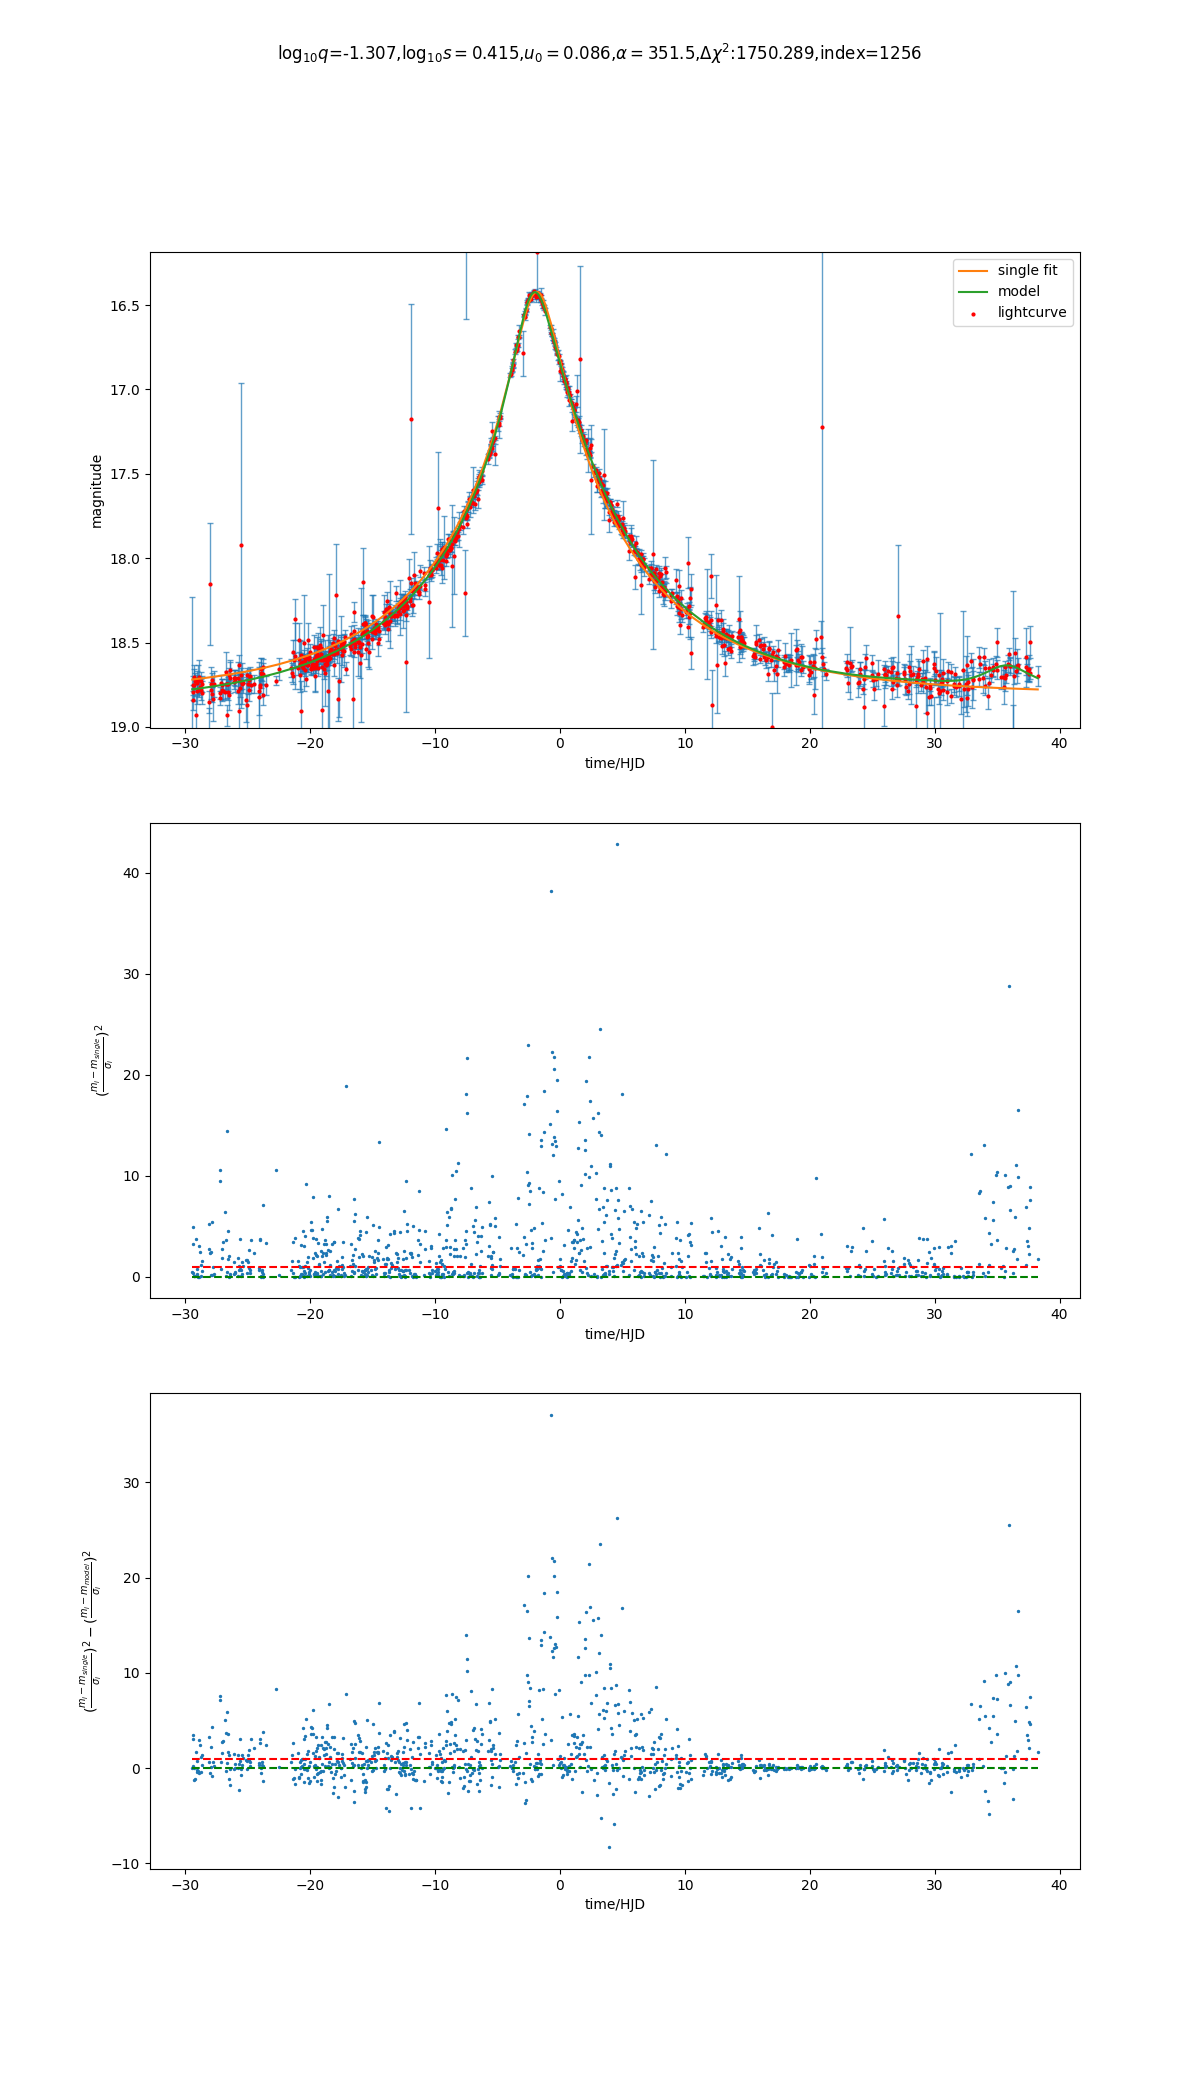 log₁₀q=-1.307,log₁₀s = 0.415,u₀ = 0.086,α = 351.5,Δχ²:1750.289,index=1256
single fit
model
lightcurve
magnitude
16.5
17.0
17.5
18.0
18.5
19.0
−30 −20 −10 0 10 20 30 40
time/HJD
(mᵢ − m_single / σᵢ)²
40
30
20
10
0
−30 −20 −10 0 10 20 30 40
time/HJD
(mᵢ − m_single / σᵢ)² − (mᵢ − m_model / σᵢ)²
30
20
10
0
−10
−30 −20 −10 0 10 20 30 40
time/HJD